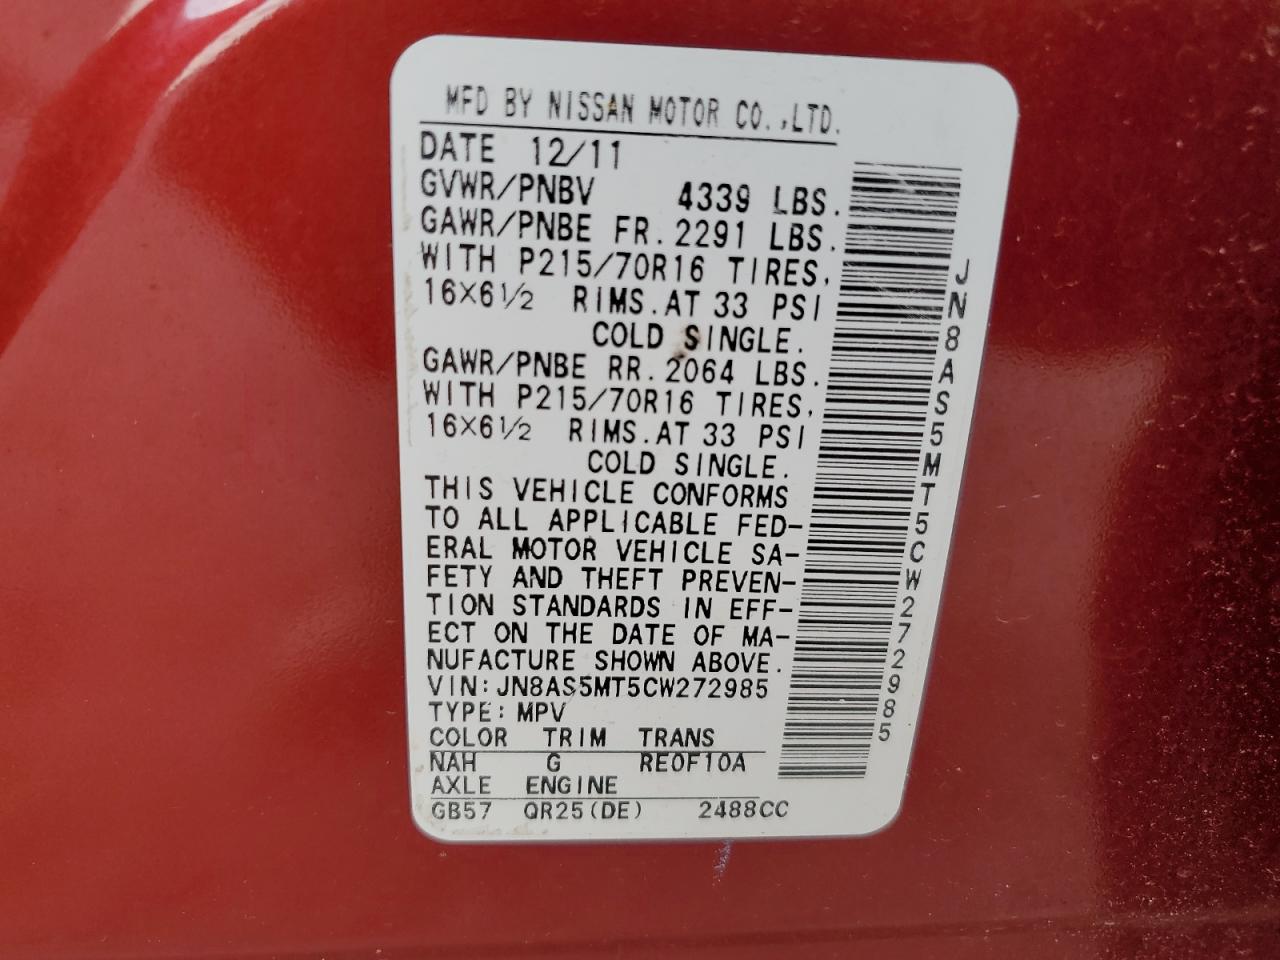 MFD BY NISSAN MOTOR CO.,LTD.
DATE 12/11
GVWR/PNBV 4339 LBS.
GAWR/PNBE FR.2291 LBS.
WITH P215/70R16 TIRES,
16×6½ RIMS.AT 33 PSI
COLD SINGLE.
GAWR/PNBE RR.2064 LBS.
WITH P215/70R16 TIRES,
16×6½ RIMS.AT 33 PSI
COLD SINGLE.
THIS VEHICLE CONFORMS
TO ALL APPLICABLE FED-
ERAL MOTOR VEHICLE SA-
FETY AND THEFT PREVEN-
TION STANDARDS IN EFF-
ECT ON THE DATE OF MA-
NUFACTURE SHOWN ABOVE.
VIN:JN8AS5MT5CW272985
TYPE:MPV
COLOR TRIM TRANS
NAH G RE0F10A
AXLE ENGINE
GB57 QR25(DE) 2488CC
JN8AS5MT5CW272985